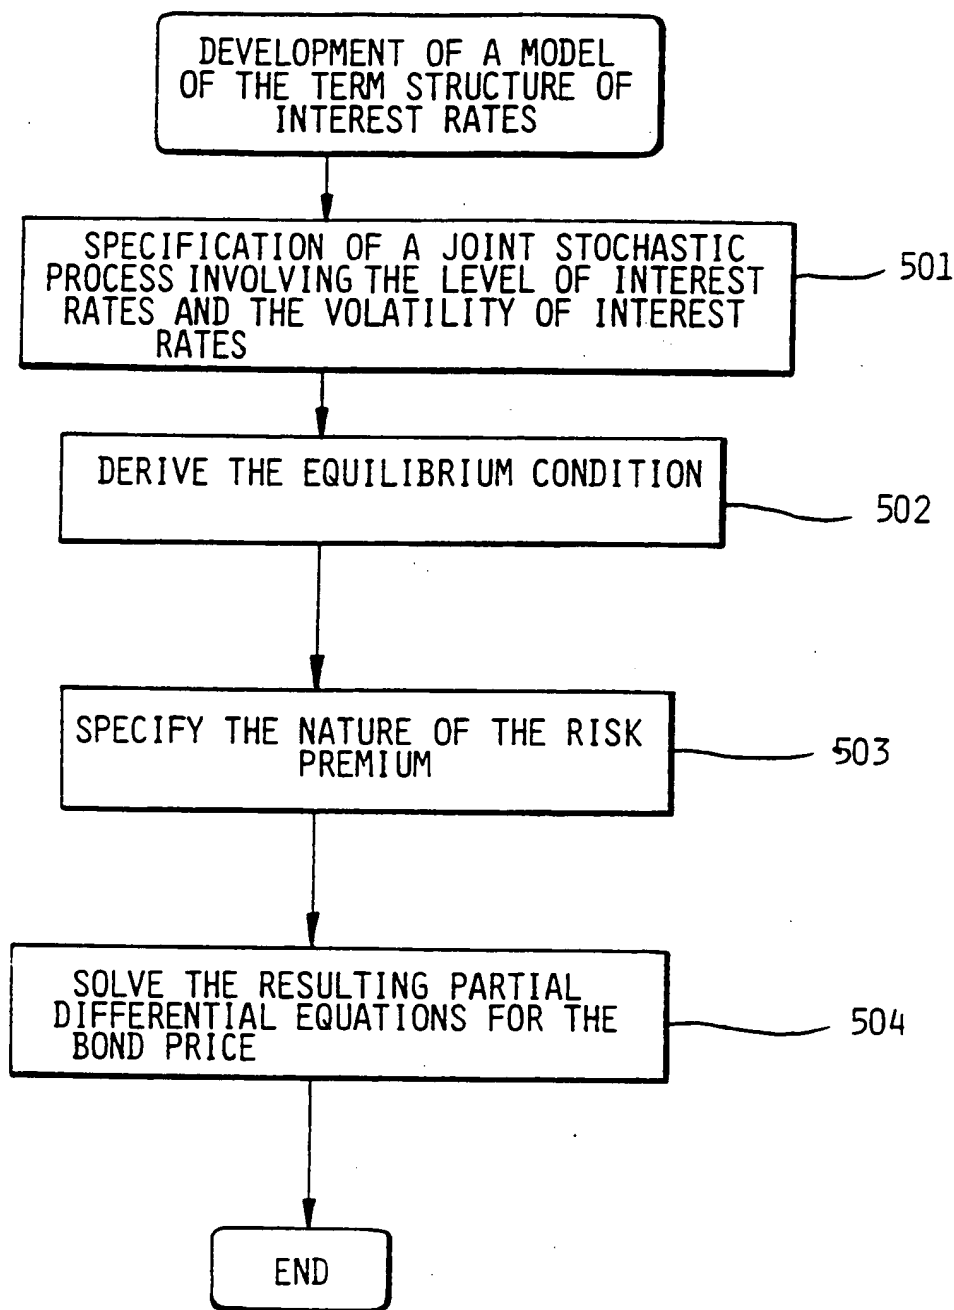 DEVELOPMENT OF A MODEL
OF THE TERM STRUCTURE OF
INTEREST RATES
SPECIFICATION OF A JOINT STOCHASTIC
PROCESS INVOLVING THE LEVEL OF INTEREST
RATES AND THE VOLATILITY OF INTEREST
RATES
501
DERIVE THE EQUILIBRIUM CONDITION
502
SPECIFY THE NATURE OF THE RISK
PREMIUM
503
SOLVE THE RESULTING PARTIAL
DIFFERENTIAL EQUATIONS FOR THE
BOND PRICE
504
END